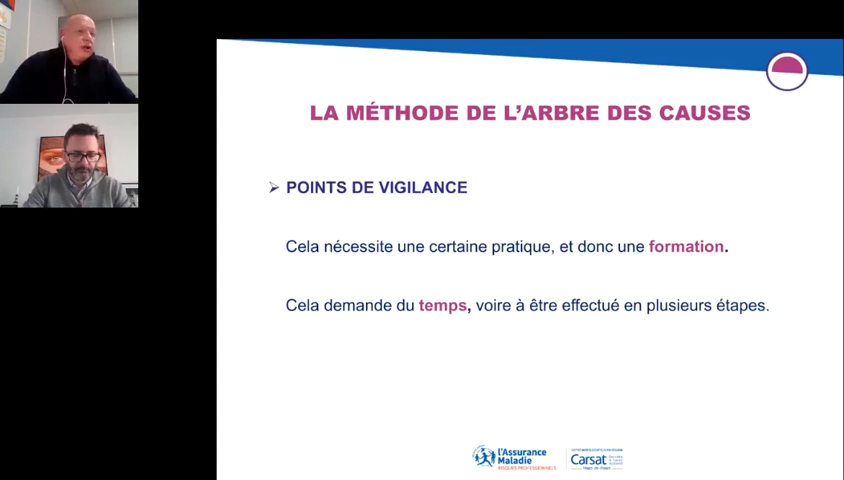 LA MÉTHODE DE L'ARBRE DES CAUSES
➢ POINTS DE VIGILANCE
Cela nécessite une certaine pratique, et donc une formation.
Cela demande du temps, voire à être effectué en plusieurs étapes.
l'Assurance
Maladie
RISQUES PROFESSIONNELS
Carsat